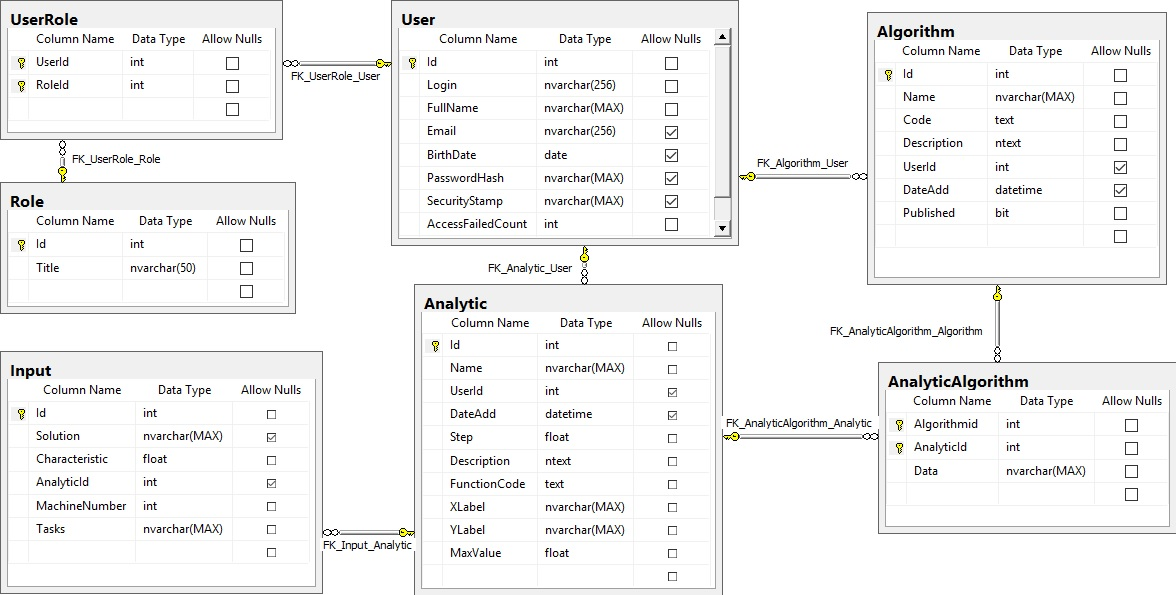 UserRole
Column Name Data Type Allow Nulls
UserId int
RoleId int
FK_UserRole_User
FK_UserRole_Role
Role
Column Name Data Type Allow Nulls
Id int
Title nvarchar(50)
User
Column Name Data Type Allow Nulls
Id int
Login nvarchar(256)
FullName nvarchar(MAX)
Email nvarchar(256)
BirthDate date
PasswordHash nvarchar(MAX)
SecurityStamp nvarchar(MAX)
AccessFailedCount int
FK_Algorithm_User
FK_Analytic_User
Algorithm
Column Name Data Type Allow Nulls
Id int
Name nvarchar(MAX)
Code text
Description ntext
UserId int
DateAdd datetime
Published bit
FK_AnalyticAlgorithm_Algorithm
Input
Column Name Data Type Allow Nulls
Id int
Solution nvarchar(MAX)
Characteristic float
AnalyticId int
MachineNumber int
Tasks nvarchar(MAX)
FK_Input_Analytic
Analytic
Column Name Data Type Allow Nulls
Id int
Name nvarchar(MAX)
UserId int
DateAdd datetime
Step float
Description ntext
FunctionCode text
XLabel nvarchar(MAX)
YLabel nvarchar(MAX)
MaxValue float
FK_AnalyticAlgorithm_Analytic
AnalyticAlgorithm
Column Name Data Type Allow Nulls
Algorithmid int
AnalyticId int
Data nvarchar(MAX)